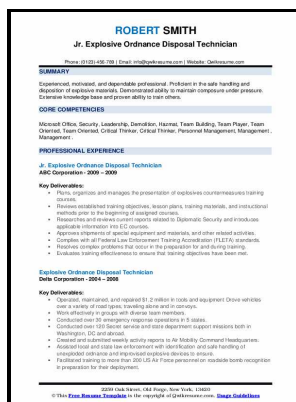 ROBERT SMITH
Jr. Explosive Ordnance Disposal Technician
Phone: (0123)-456-789 | Email: info@qwikresume.com | Website: Qwikresume.com
SUMMARY
Experienced, motivated, and dependable professional. Proficient in the safe handling and
disposition of explosive materials. Demonstrated ability to maintain composure under pressure.
Extensive knowledge base and proven ability to train others.
CORE COMPETENCIES
Microsoft Office, Security, Leadership, Demolition, Hazmat, Team Building, Team Player, Team
Oriented, Team Oriented, Critical Thinker, Critical Thinker, Personnel Management, Management ,
Management .
PROFESSIONAL EXPERIENCE
Jr. Explosive Ordnance Disposal Technician
ABC Corporation - 2009 – 2009
Key Deliverables:
• Plans, organizes and manages the presentation of explosives countermeasures training
courses.
• Reviews established training objectives, lesson plans, training materials, and instructional
methods prior to the beginning of assigned courses.
• Researches and reviews current reports related to Diplomatic Security and introduces
applicable information into EC courses.
• Approves shipments of special equipment and materials, and other related activities.
• Complies with all Federal Law Enforcement Training Accreditation (FLETA) standards.
• Resolves complex problems that occur in the preparation for and during training.
• Evaluates training effectiveness to ensure that training objectives have been met.
Explosive Ordnance Disposal Technician
Delta Corporation - 2004 – 2008
Key Deliverables:
• Operated, maintained, and repaired $1.2 million in tools and equipment Drove vehicles
over a variety of road types, traveling alone and in convoys.
• Work effectively in groups with diverse team members.
• Conducted over 30 emergency response operations in 5 states.
• Conducted over 120 Secret service and state department support missions both in
Washington, DC and abroad.
• Created and submitted weekly activity reports to Air Mobility Command Headquarters.
• Assisted local and state law enforcement with identification and safe handling of
unexploded ordnance and improvised explosive devices to ensure.
• Facilitated training to more than 200 US Air Force personnel on roadside bomb recognition
in preparation for their deployment.
3259 Oak Street, Old Forge, New York, 13420
© This Free Resume Template is the copyright of Qwikresume.com. Usage Guidelines